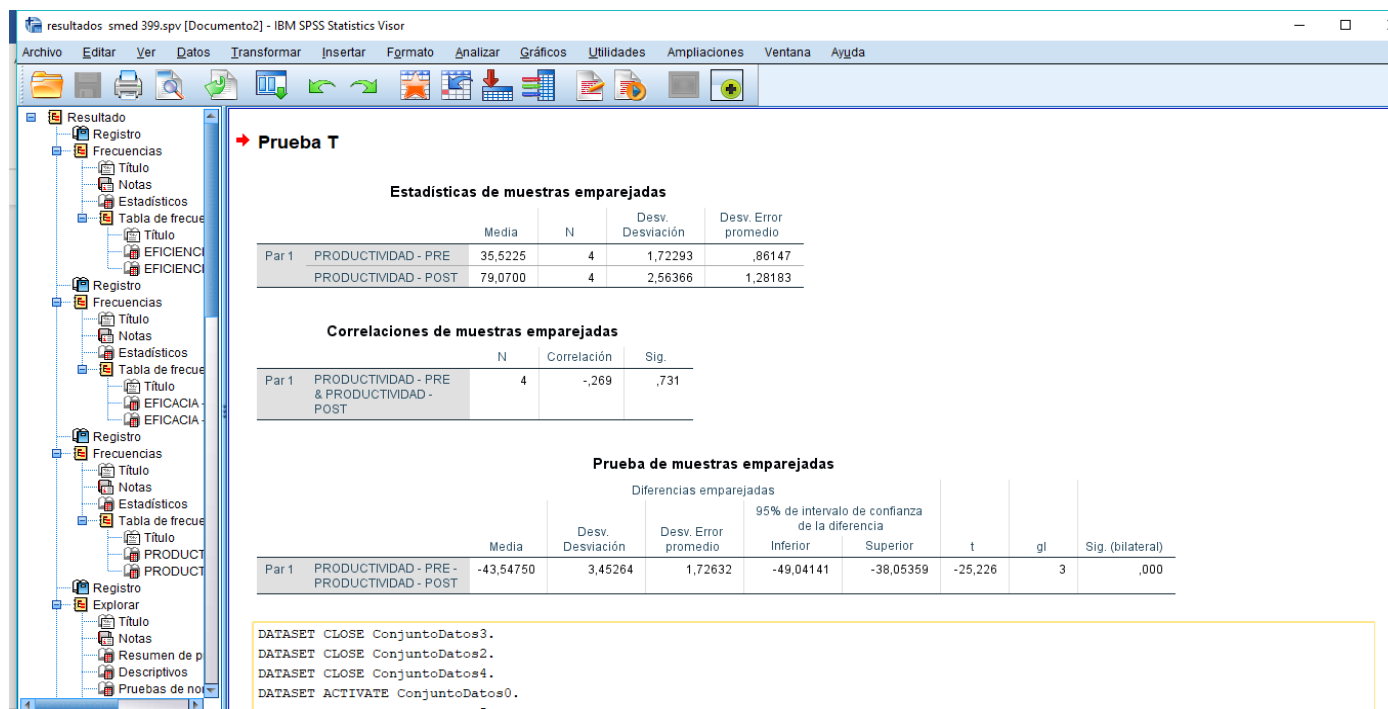 resultados smed 399.spv [Documento2] - IBM SPSS Statistics Visor
Archivo Editar Ver Datos Transformar Insertar Formato Analizar Gráficos Utilidades Ampliaciones Ventana Ayuda
Resultado
Registro
Frecuencias
Título
Notas
Estadísticos
Tabla de frecue
Título
EFICIENCI
EFICIENCI
Registro
Frecuencias
Título
Notas
Estadísticos
Tabla de frecue
Título
EFICACIA -
EFICACIA -
Registro
Frecuencias
Título
Notas
Estadísticos
Tabla de frecue
Título
PRODUCT
PRODUCT
Registro
Explorar
Título
Notas
Resumen de p
Descriptivos
Pruebas de nor
Prueba T
Estadísticas de muestras emparejadas
Media N Desv. Desviación Desv. Error promedio
Par 1 PRODUCTIVIDAD - PRE 35,5225 4 1,72293 ,86147
PRODUCTIVIDAD - POST 79,0700 4 2,56366 1,28183
Correlaciones de muestras emparejadas
N Correlación Sig.
Par 1 PRODUCTIVIDAD - PRE 4 -,269 ,731
& PRODUCTIVIDAD -
POST
Prueba de muestras emparejadas
Diferencias emparejadas
95% de intervalo de confianza
de la diferencia
Media Desv. Desviación Desv. Error promedio Inferior Superior t gl Sig. (bilateral)
Par 1 PRODUCTIVIDAD - PRE - -43,54750 3,45264 1,72632 -49,04141 -38,05359 -25,226 3 ,000
PRODUCTIVIDAD - POST
DATASET CLOSE ConjuntoDatos3.
DATASET CLOSE ConjuntoDatos2.
DATASET CLOSE ConjuntoDatos4.
DATASET ACTIVATE ConjuntoDatos0.